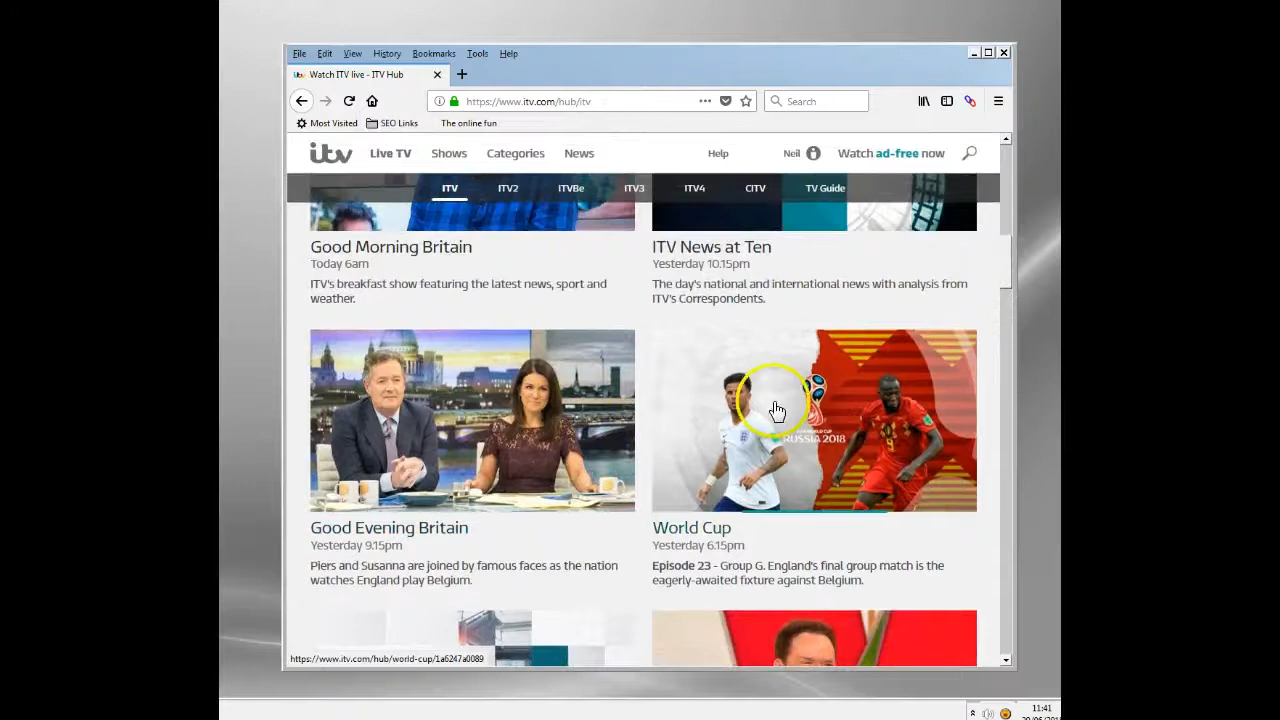 File Edit View History Bookmarks Tools Help
itv Watch ITV live - ITV Hub
https://www.itv.com/hub/itv
Search
Most Visited SEO Links The online fun
itv Live TV Shows Categories News Help Neil Watch ad-free now
ITV ITV2 ITVBe ITV3 ITV4 CITV TV Guide
Good Morning Britain
Today 6am
ITV's breakfast show featuring the latest news, sport and
weather.
ITV News at Ten
Yesterday 10.15pm
The day's national and international news with analysis from
ITV's Correspondents.
RUSSIA 2018
9
Good Evening Britain
Yesterday 9.15pm
Piers and Susanna are joined by famous faces as the nation
watches England play Belgium.
World Cup
Yesterday 6.15pm
Episode 23 - Group G. England's final group match is the
eagerly-awaited fixture against Belgium.
https://www.itv.com/hub/world-cup/1a6247a0089
11:41